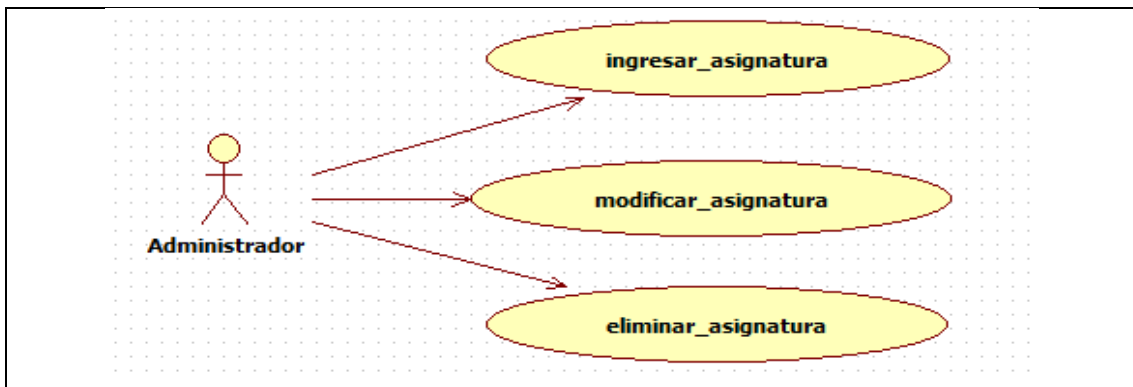 ingresar_asignatura
modificar_asignatura
Administrador
eliminar_asignatura